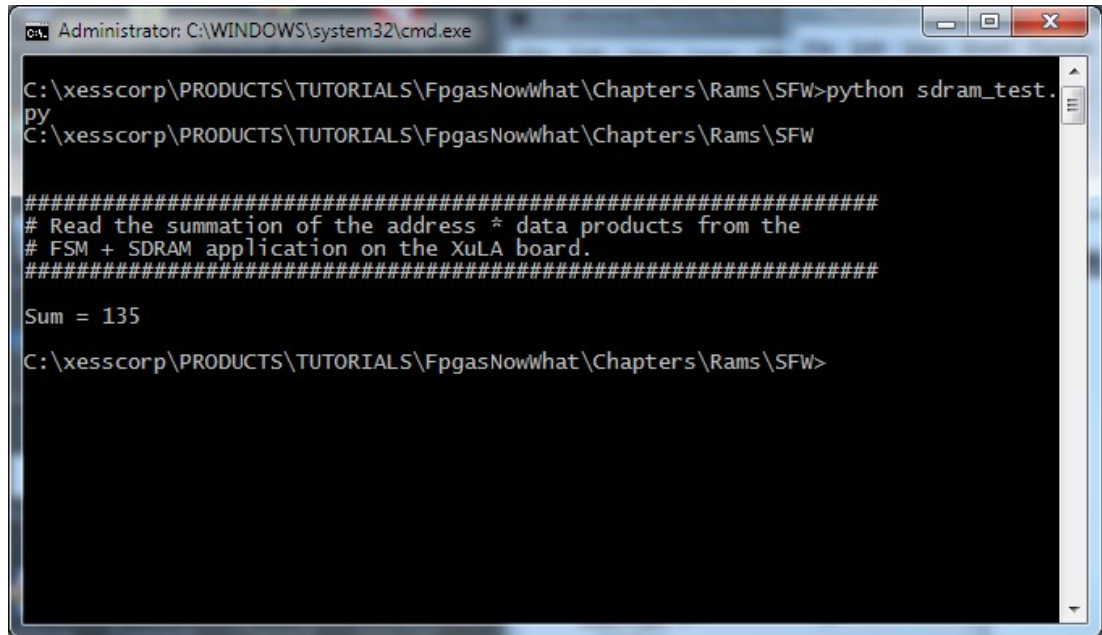 Administrator: C:\WINDOWS\system32\cmd.exe
C:\xesscorp\PRODUCTS\TUTORIALS\FpgasNowWhat\Chapters\Rams\SFW>python sdram_test.
py
C:\xesscorp\PRODUCTS\TUTORIALS\FpgasNowWhat\Chapters\Rams\SFW
##################################################################
# Read the summation of the address * data products from the
# FSM + SDRAM application on the XuLA board.
##################################################################
Sum = 135
C:\xesscorp\PRODUCTS\TUTORIALS\FpgasNowWhat\Chapters\Rams\SFW>